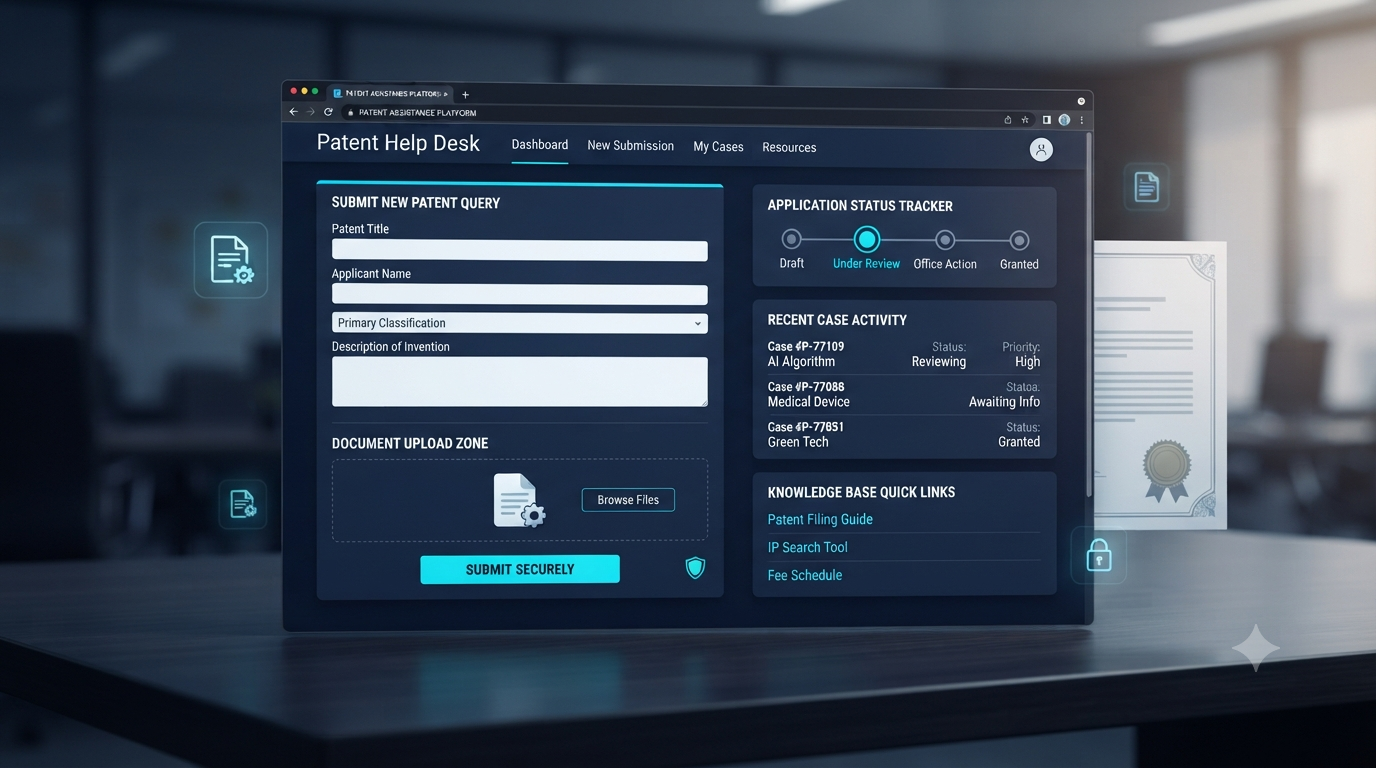 PATENT ASSISTANCE PLATFORM
Patent Help Desk
Dashboard
New Submission
My Cases
Resources
SUBMIT NEW PATENT QUERY
Patent Title
Applicant Name
Primary Classification
Description of Invention
DOCUMENT UPLOAD ZONE
Browse Files
SUBMIT SECURELY
APPLICATION STATUS TRACKER
Draft
Under Review
Office Action
Granted
RECENT CASE ACTIVITY
Case #P-77109
Status:
Priority:
AI Algorithm
Reviewing
High
Case #P-77086
Medical Device
Awaiting Info
Case
Status:
Green Tech
Granted
KNOWLEDGE BASE QUICK LINKS
Patent Filing Guide
IP Search Tool
Fee Schedule